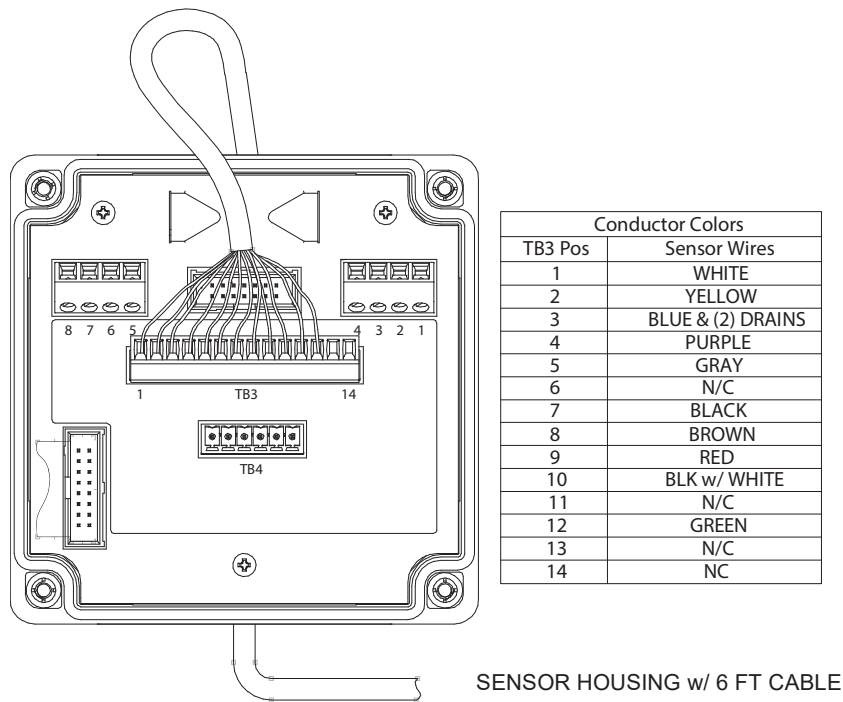 8 7 6 5
4 3 2 1
1 TB3 14
TB4
Conductor Colors
TB3 Pos Sensor Wires
1 WHITE
2 YELLOW
3 BLUE & (2) DRAINS
4 PURPLE
5 GRAY
6 N/C
7 BLACK
8 BROWN
9 RED
10 BLK w/ WHITE
11 N/C
12 GREEN
13 N/C
14 NC
SENSOR HOUSING w/ 6 FT CABLE